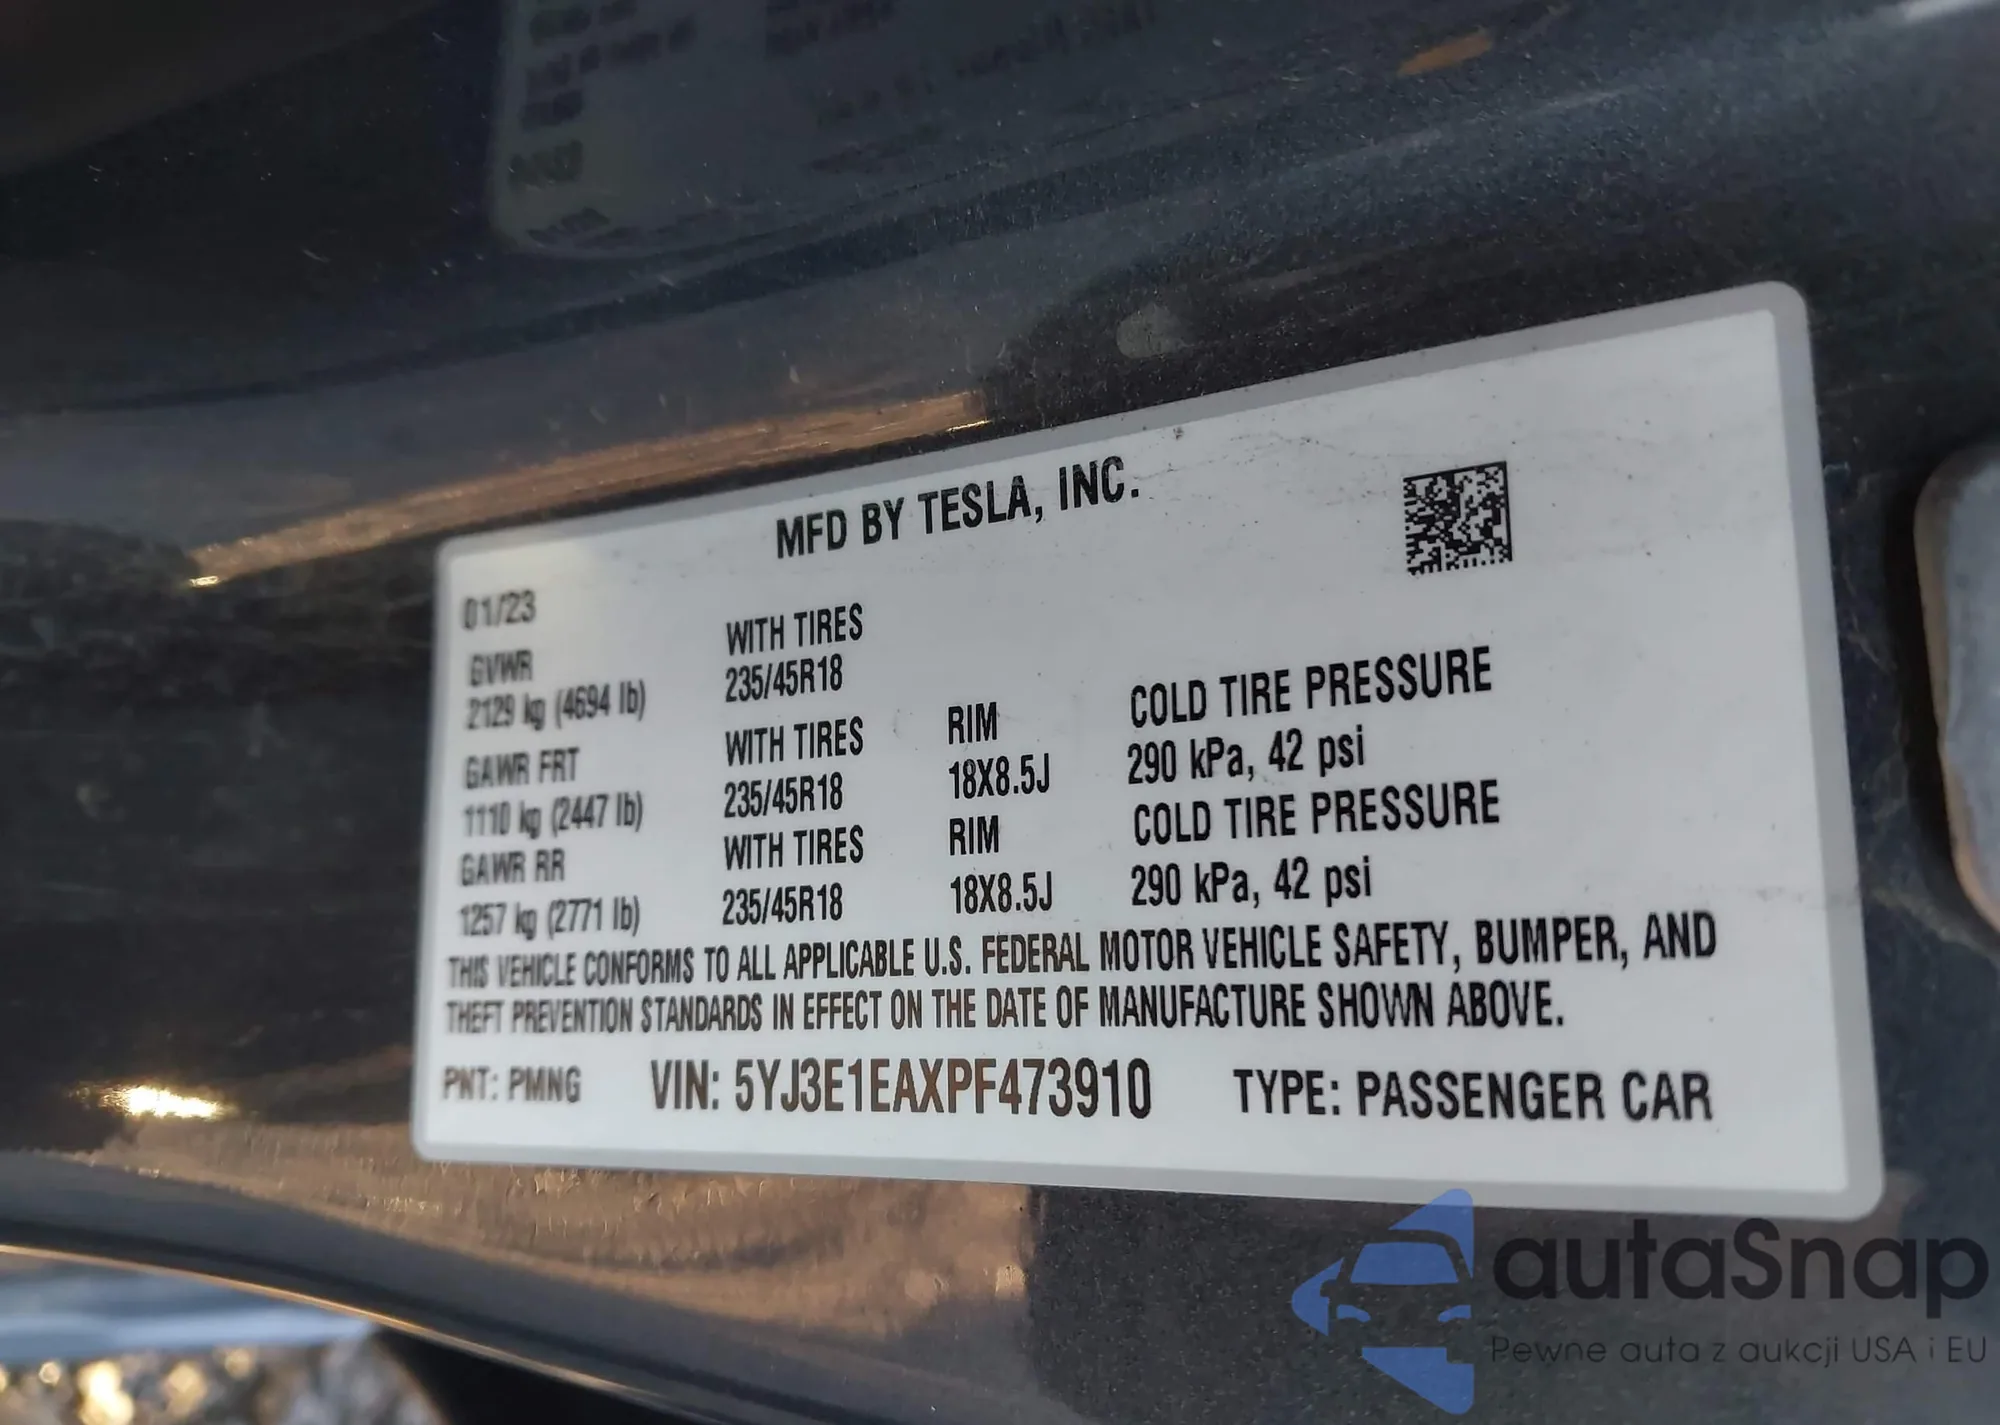 MFD BY TESLA, INC.
01/23
GVWR
2129 kg (4694 lb)
WITH TIRES
235/45R18
GAWR FRT
1110 kg (2447 lb)
WITH TIRES
235/45R18
RIM
18X8.5J
COLD TIRE PRESSURE
290 kPa, 42 psi
GAWR RR
1257 kg (2771 lb)
WITH TIRES
235/45R18
RIM
18X8.5J
COLD TIRE PRESSURE
290 kPa, 42 psi
THIS VEHICLE CONFORMS TO ALL APPLICABLE U.S. FEDERAL MOTOR VEHICLE SAFETY, BUMPER, AND
THEFT PREVENTION STANDARDS IN EFFECT ON THE DATE OF MANUFACTURE SHOWN ABOVE.
PNT: PMNG VIN: 5YJ3E1EAXPF473910 TYPE: PASSENGER CAR
autaSnap
Pewne auta z aukcji USA i EU